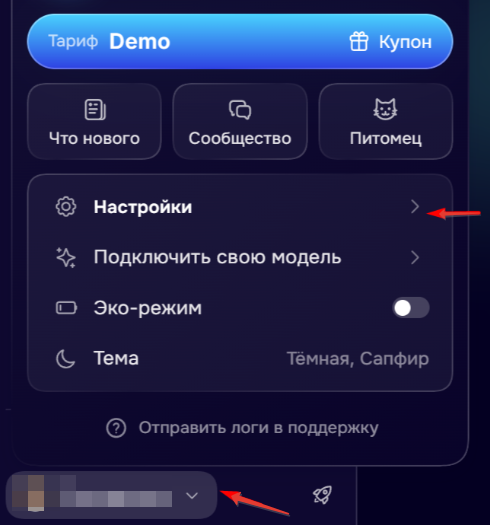 Тариф Demo Купон
Что нового Сообщество Питомец
Настройки
Подключить свою модель
Эко-режим
Тема Тёмная, Сапфир
Отправить логи в поддержку